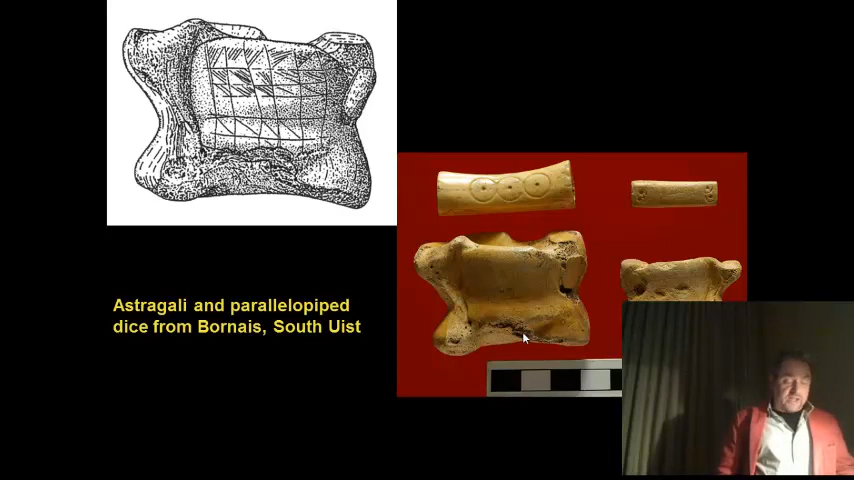 Astragali and parallelopiped
dice from Bornais, South Uist